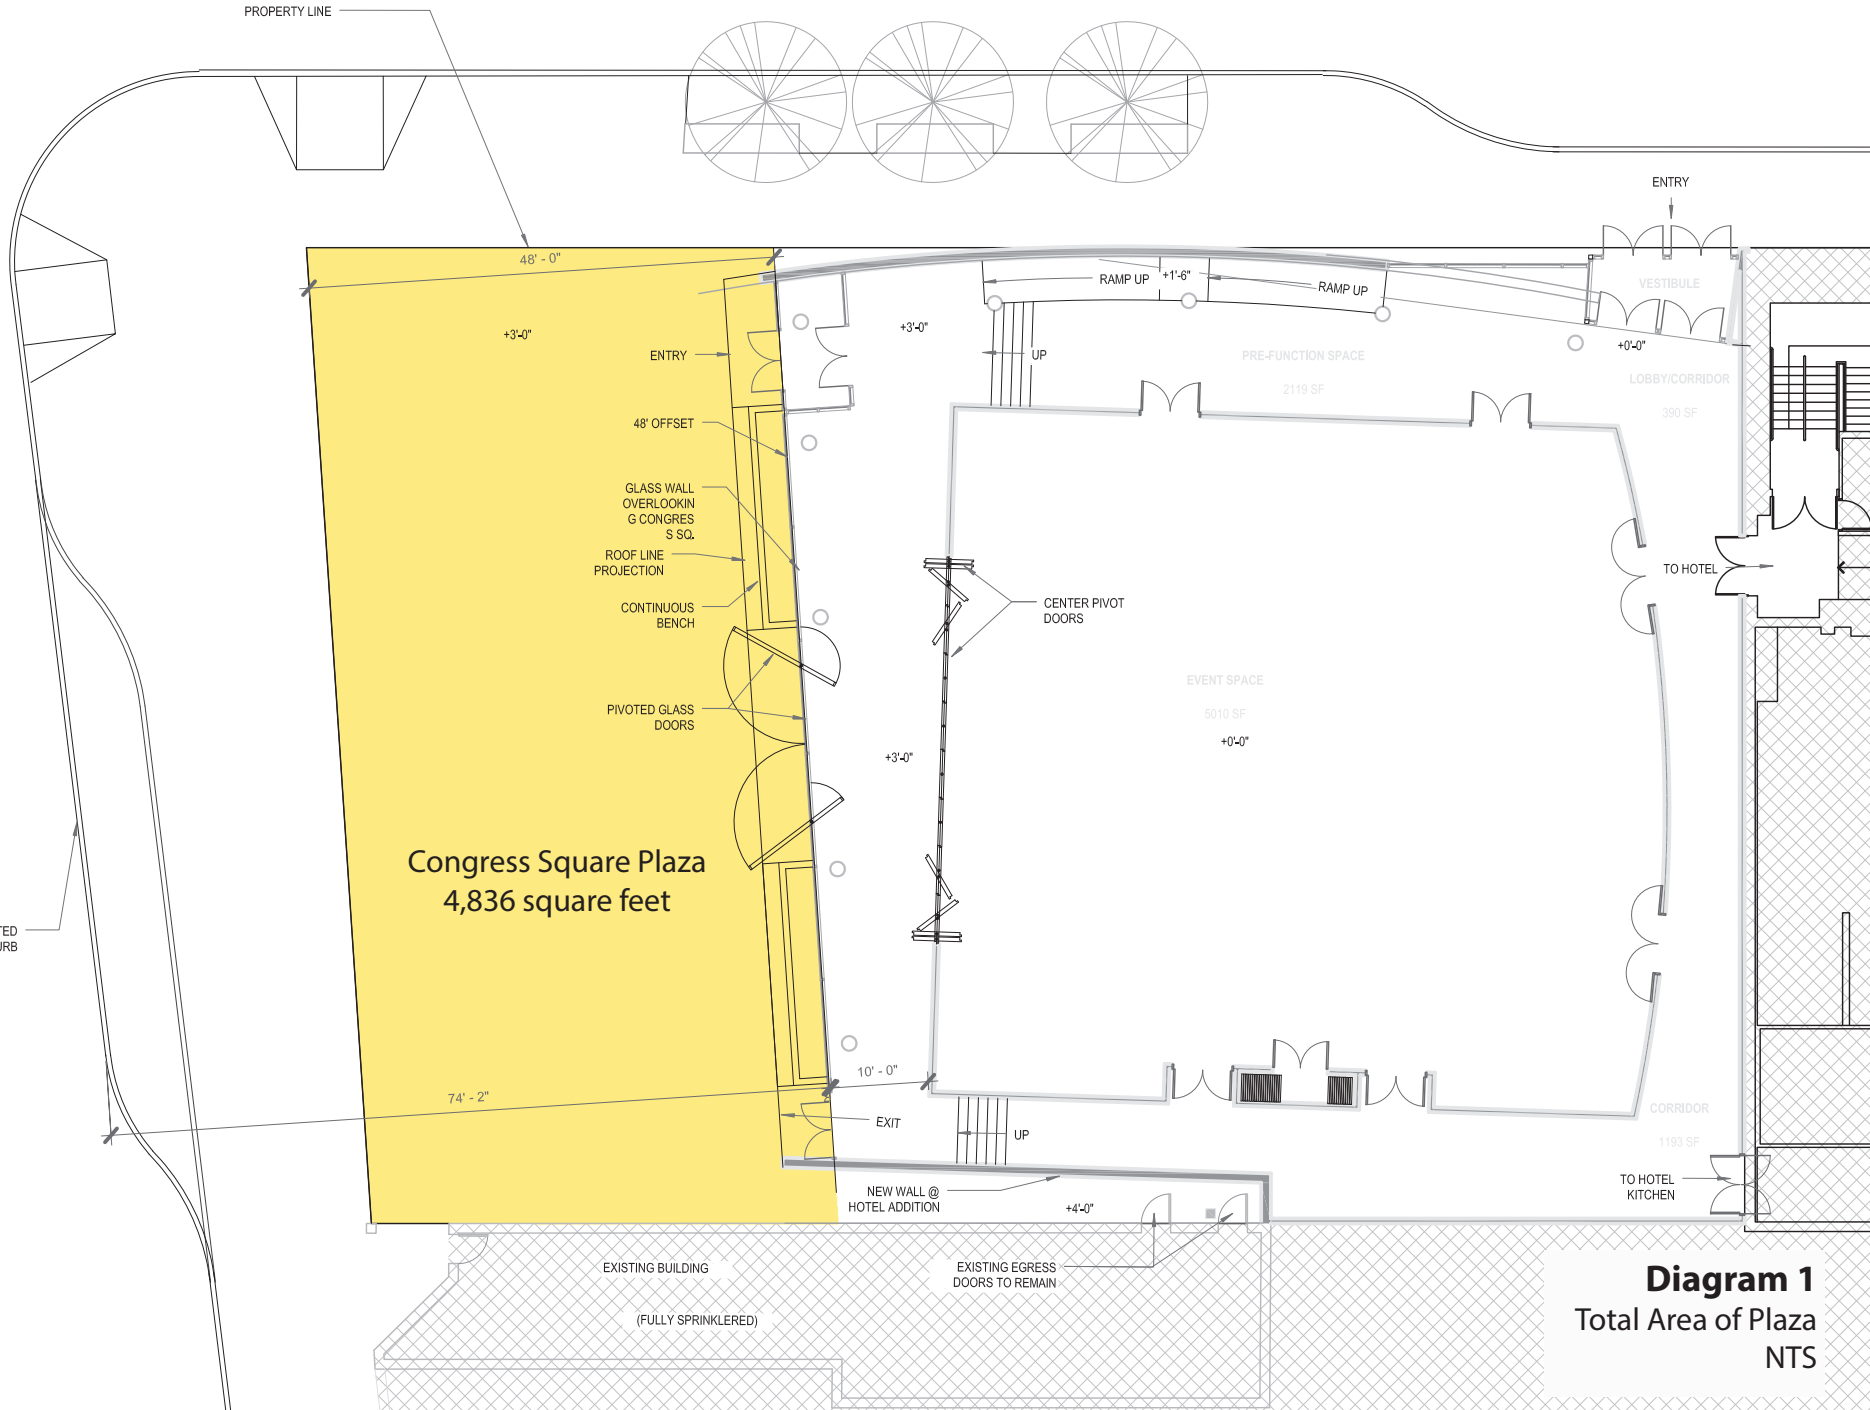 PROPERTY LINE
ENTRY
48' - 0"
+3'-0"
RAMP UP
+1'-6"
RAMP UP
VESTIBULE
+3'-0"
UP
ENTRY
PRE-FUNCTION SPACE
2119 SF
+0'-0"
LOBBY/CORRIDOR
390 SF
48' OFFSET
GLASS WALL
OVERLOOKIN
G CONGRES
S SQ.
ROOF LINE
PROJECTION
CONTINUOUS
BENCH
CENTER PIVOT
DOORS
TO HOTEL
PIVOTED GLASS
DOORS
EVENT SPACE
5010 SF
+0'-0"
+3'-0"
Congress Square Plaza
4,836 square feet
TED
URB
74' - 2"
10' - 0"
EXIT
UP
CORRIDOR
1193 SF
NEW WALL @
HOTEL ADDITION
+4'-0"
TO HOTEL
KITCHEN
EXISTING BUILDING
(FULLY SPRINKLERED)
EXISTING EGRESS
DOORS TO REMAIN
Diagram 1
Total Area of Plaza
NTS